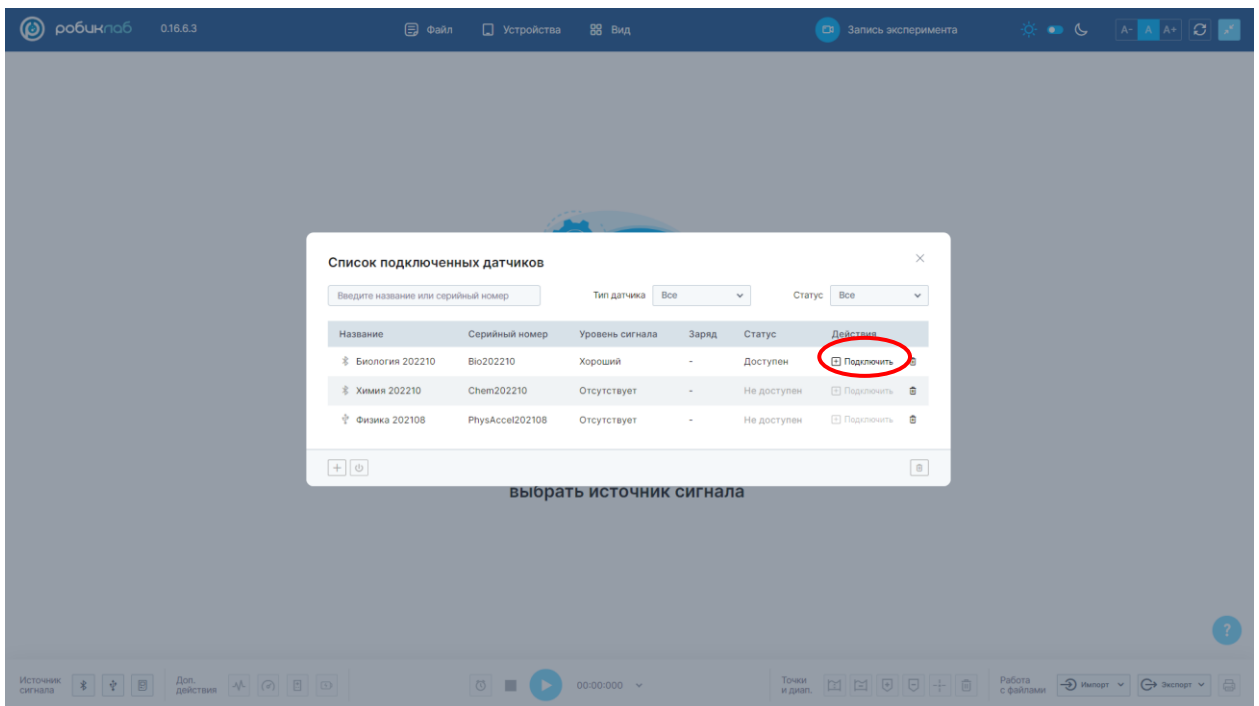 робиклаб 0.16.6.3 Файл Устройства Вид Запись эксперимента A- A A+
Список подключенных датчиков
Введите название или серийный номер Тип датчика Все Статус Все
Название Серийный номер Уровень сигнала Заряд Статус Действия
Биология 202210 Bio202210 Хороший - Доступен Подключить
Химия 202210 Chem202210 Отсутствует - Не доступен Подключить
Физика 202108 PhysAccel202108 Отсутствует - Не доступен Подключить
выбрать источник сигнала
?
Источник сигнала Доп. действия 00:00:000 Точки и диап. Работа с файлами Импорт Экспорт